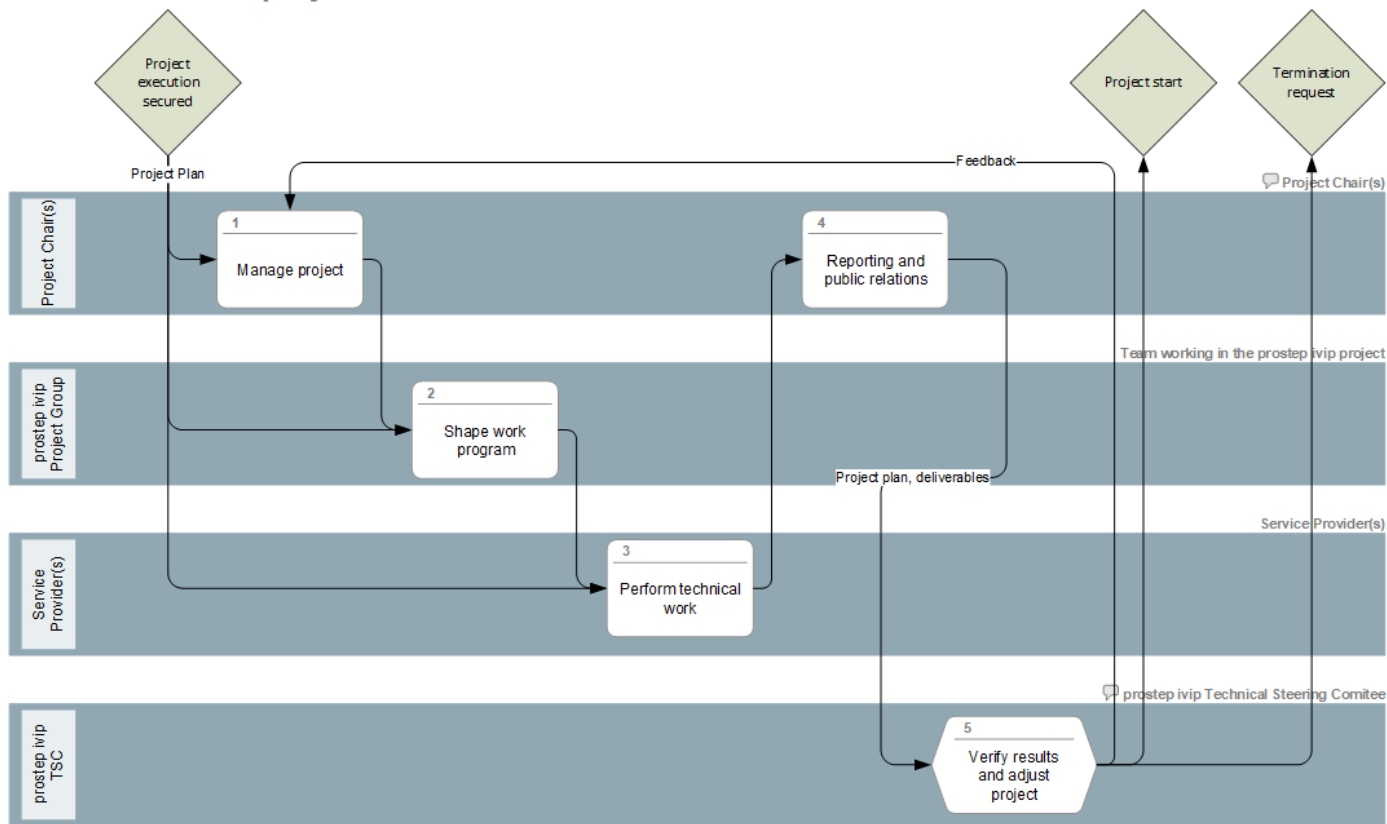 Project
execution
secured
Project start
Termination
request
Project Plan
Feedback
Project Chair(s)
Project Chair(s)
1
Manage project
4
Reporting and
public relations
Team working in the prostep ivip project
prostep ivip
Project Group
2
Shape work
program
Project plan, deliverables
Service Provider(s)
Service
Provider(s)
3
Perform technical
work
prostep ivip Technical Steering Comitee
prostep ivip
TSC
5
Verify results
and adjust
project